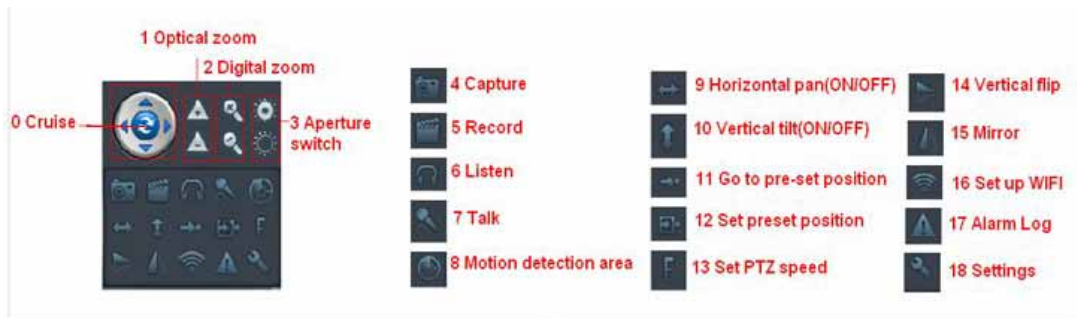 1 Optical zoom
2 Digital zoom
0 Cruise
3 Aperture
switch
4 Capture
5 Record
6 Listen
7 Talk
8 Motion detection area
9 Horizontal pan(ON/OFF)
10 Vertical tilt(ON/OFF)
11 Go to pre-set position
12 Set preset position
F
13 Set PTZ speed
14 Vertical flip
15 Mirror
16 Set up WIFI
17 Alarm Log
18 Settings
F